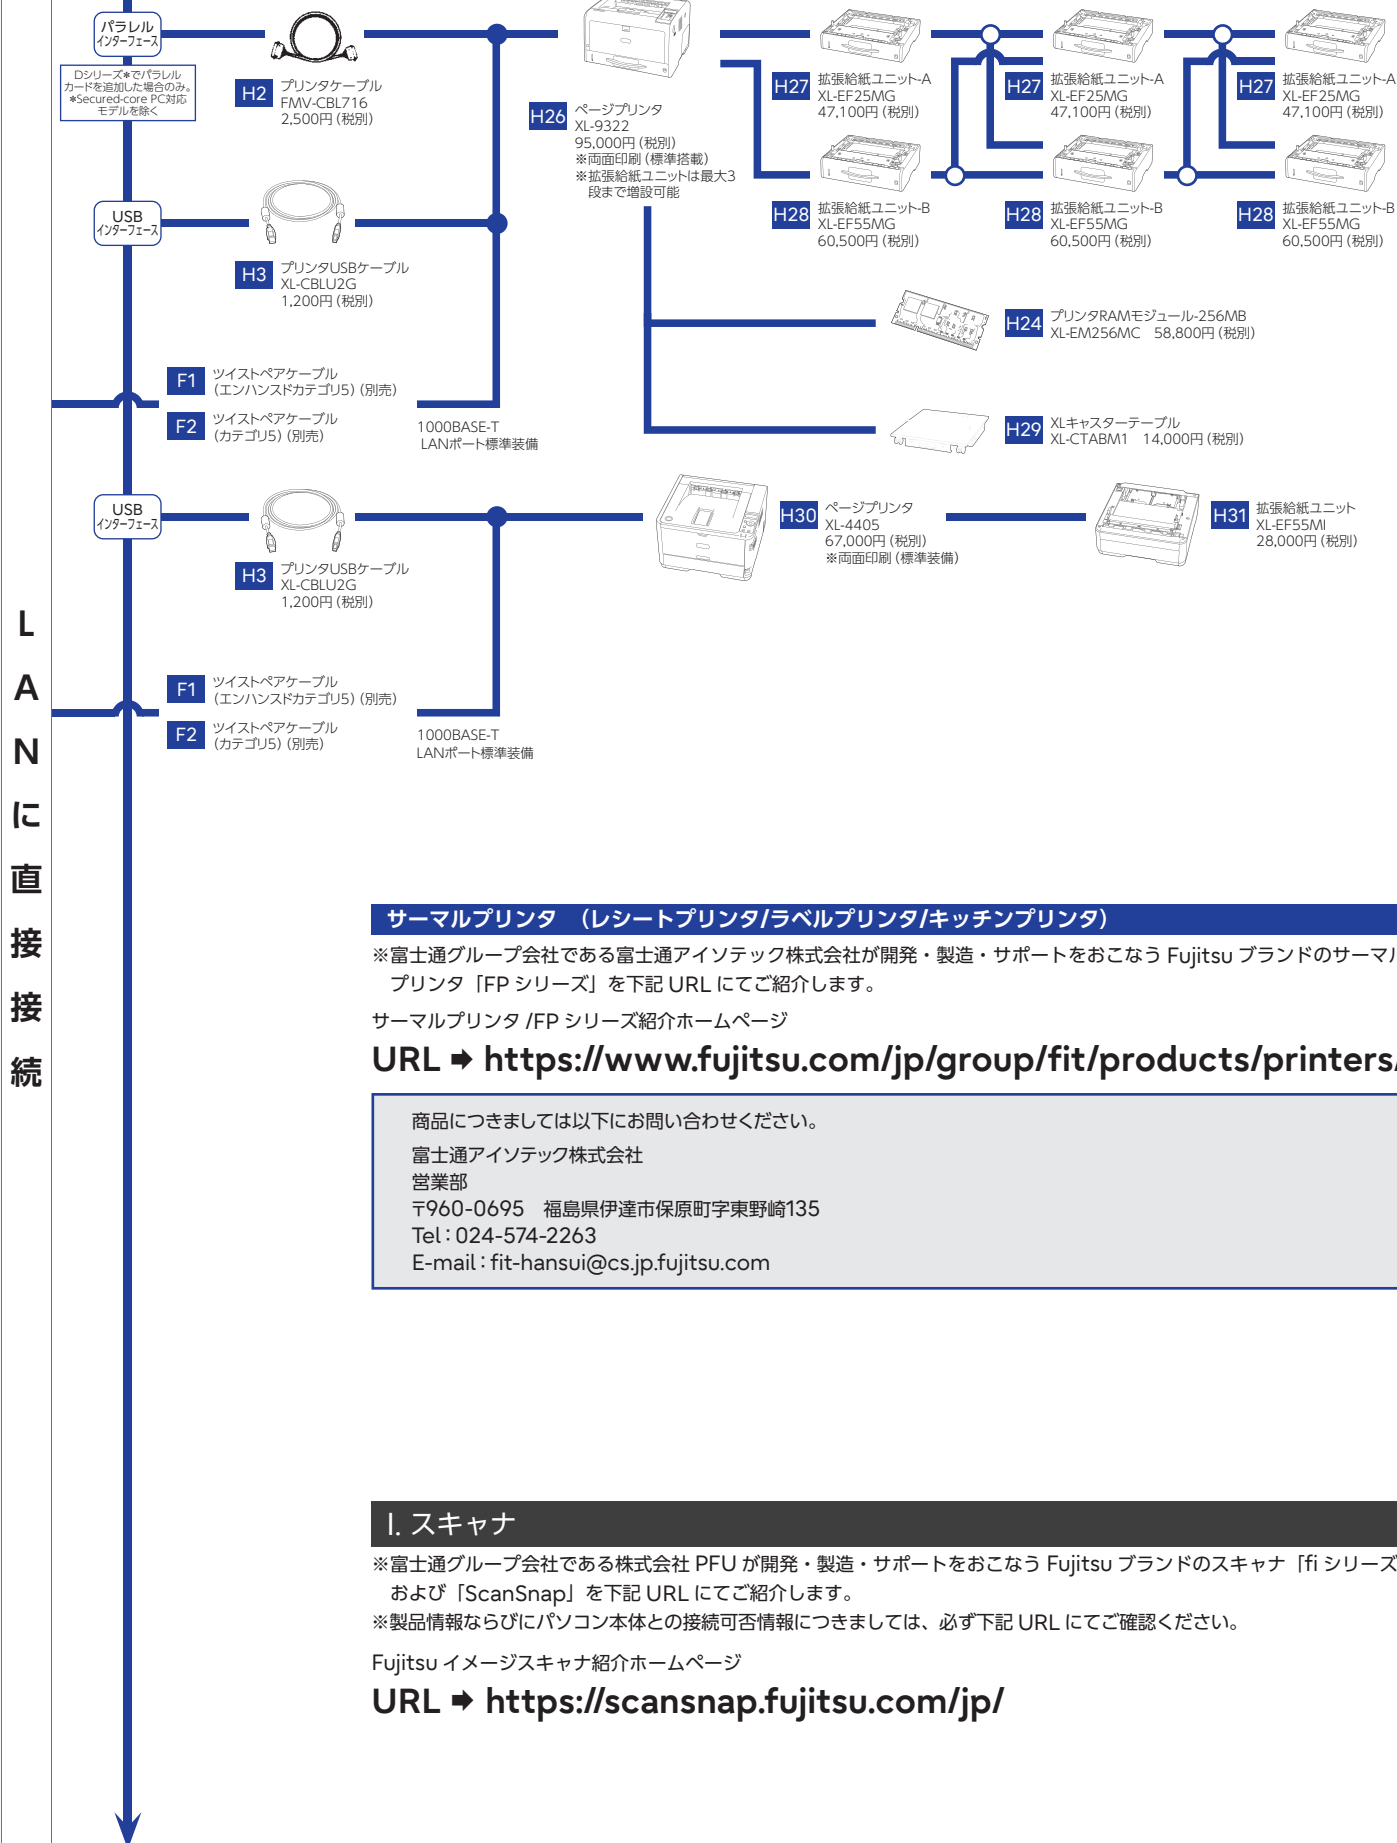 パラレル
インターフェース
Dシリーズ＊でパラレル
カードを追加した場合のみ。
＊Secured-core PC対応
モデルを除く
H2 プリンタケーブル
FMV-CBL716
2,500円（税別）
H26 ページプリンタ
XL-9322
95,000円（税別）
※両面印刷（標準搭載）
※拡張給紙ユニットは最大3
段まで増設可能
H27 拡張給紙ユニット-A
XL-EF25MG
47,100円（税別）
H27 拡張給紙ユニット-A
XL-EF25MG
47,100円（税別）
H27 拡張給紙ユニット-A
XL-EF25MG
47,100円（税別）
H28 拡張給紙ユニット-B
XL-EF55MG
60,500円（税別）
H28 拡張給紙ユニット-B
XL-EF55MG
60,500円（税別）
H28 拡張給紙ユニット-B
XL-EF55MG
60,500円（税別）
USB
インターフェース
H3 プリンタUSBケーブル
XL-CBLU2G
1,200円（税別）
H24 プリンタRAMモジュール-256MB
XL-EM256MC　58,800円（税別）
F1 ツイストペアケーブル
（エンハンスドカテゴリ5）（別売）
F2 ツイストペアケーブル
（カテゴリ5）（別売）
1000BASE-T
LANポート標準装備
H29 XLキャスターテーブル
XL-CTABM1　14,000円（税別）
USB
インターフェース
H3 プリンタUSBケーブル
XL-CBLU2G
1,200円（税別）
H30 ページプリンタ
XL-4405
67,000円（税別）
※両面印刷（標準装備）
H31 拡張給紙ユニット
XL-EF55MI
28,000円（税別）
F1 ツイストペアケーブル
（エンハンスドカテゴリ5）（別売）
F2 ツイストペアケーブル
（カテゴリ5）（別売）
1000BASE-T
LANポート標準装備
LANに直接接続
サーマルプリンタ　（レシートプリンタ/ラベルプリンタ/キッチンプリンタ）
※富士通グループ会社である富士通アイソテック株式会社が開発・製造・サポートをおこなう Fujitsu ブランドのサーマル
プリンタ「FP シリーズ」を下記 URL にてご紹介します。
サーマルプリンタ /FP シリーズ紹介ホームページ
URL ➡ https://www.fujitsu.com/jp/group/fit/products/printers/
商品につきましては以下にお問い合わせください。
富士通アイソテック株式会社
営業部
〒960-0695　福島県伊達市保原町字東野崎135
Tel：024-574-2263
E-mail：fit-hansui@cs.jp.fujitsu.com
I. スキャナ
※富士通グループ会社である株式会社 PFU が開発・製造・サポートをおこなう Fujitsu ブランドのスキャナ「fi シリーズ
および「ScanSnap」を下記 URL にてご紹介します。
※製品情報ならびにパソコン本体との接続可否情報につきましては、必ず下記 URL にてご確認ください。
Fujitsu イメージスキャナ紹介ホームページ
URL ➡ https://scansnap.fujitsu.com/jp/